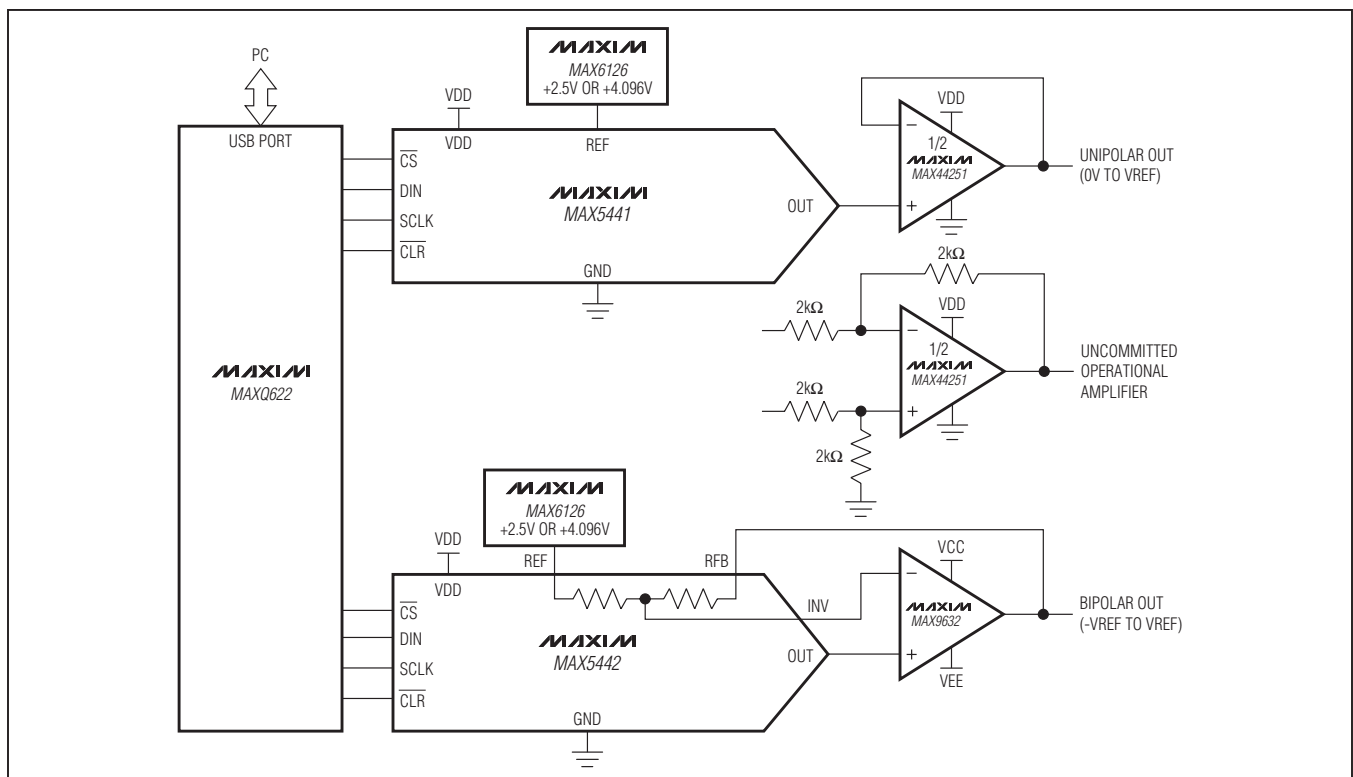 PC
USB PORT
MAXIM
MAXQ622
MAXIM
MAX6126
+2.5V OR +4.096V
VDD
VDD
REF
CS
DIN
SCLK
CLR
MAXIM
MAX5441
OUT
GND
VDD
−
1/2
MAXIM
MAX44251
+
UNIPOLAR OUT
(0V TO VREF)
2kΩ
2kΩ
VDD
−
1/2
MAXIM
MAX44251
2kΩ
+
2kΩ
UNCOMMITTED
OPERATIONAL
AMPLIFIER
MAXIM
MAX6126
+2.5V OR +4.096V
VDD
VDD
REF
RFB
CS
DIN
SCLK
CLR
MAXIM
MAX5442
INV
OUT
GND
VCC
−
MAXIM
MAX9632
+
VEE
BIPOLAR OUT
(-VREF TO VREF)